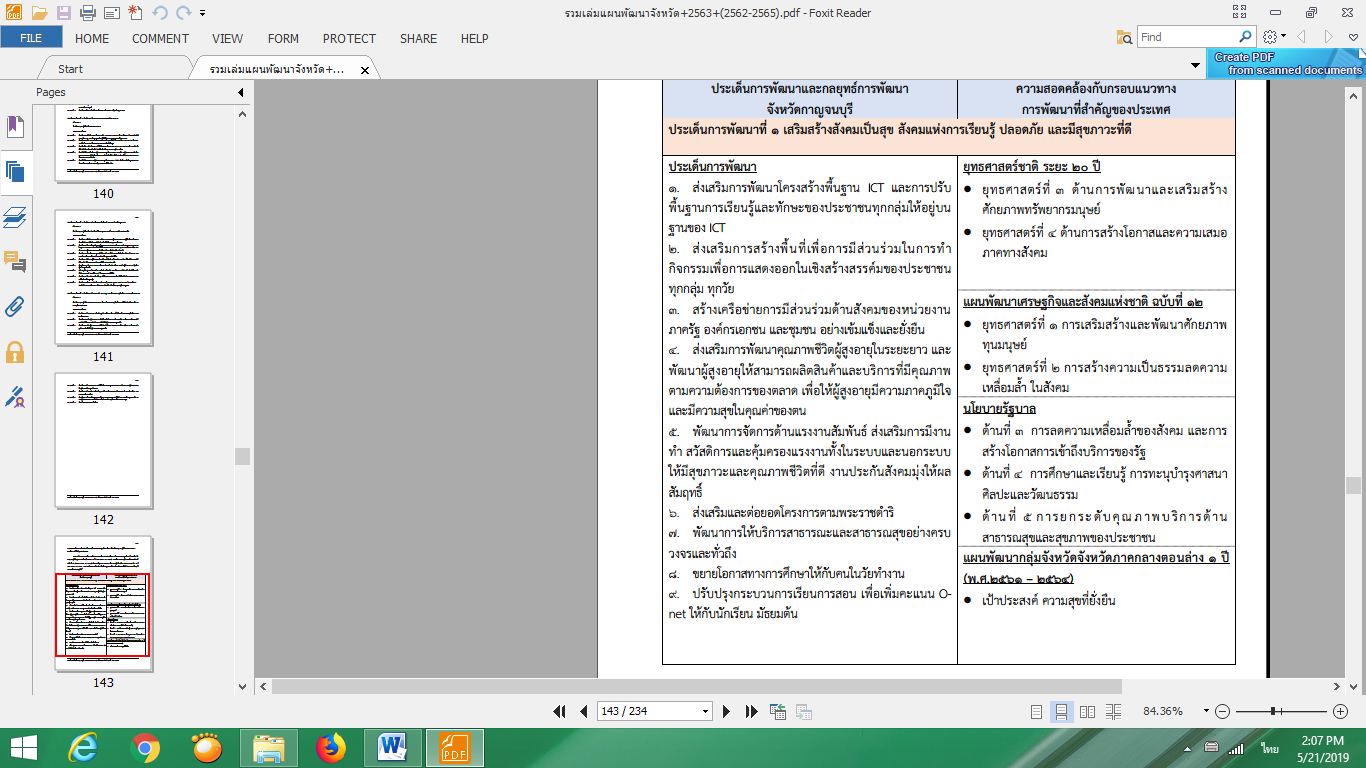 รวมเล่มแผนพัฒนาจังหวัด+2563+(2562-2565).pdf - Foxit Reader
FILE
HOME
COMMENT
VIEW
FORM
PROTECT
SHARE
HELP
Find
Start
รวมเล่มแผนพัฒนาจังหวัด+...
Create PDF
from scanned documents
Pages
140
141
142
143
ประเด็นการพัฒนาและกลยุทธ์การพัฒนา
จังหวัดกาญจนบุรี
ความสอดคล้องกับกรอบแนวทาง
การพัฒนาที่สำคัญของประเทศ
ประเด็นการพัฒนาที่ ๑ เสริมสร้างสังคมเป็นสุข สังคมแห่งการเรียนรู้ ปลอดภัย และมีสุขภาวะที่ดี
ประเด็นการพัฒนา
๑. ส่งเสริมการพัฒนาโครงสร้างพื้นฐาน ICT และการปรับ
พื้นฐานการเรียนรู้และทักษะของประชาชนทุกกลุ่มให้อยู่บน
ฐานของ ICT
๒. ส่งเสริมการสร้างพื้นที่เพื่อการมีส่วนร่วมในการทำ
กิจกรรมเพื่อการแสดงออกในเชิงสร้างสรรค์มของประชาชน
ทุกกลุ่ม ทุกวัย
๓. สร้างเครือข่ายการมีส่วนร่วมด้านสังคมของหน่วยงาน
ภาครัฐ องค์กรเอกชน และชุมชน อย่างเข้มแข็งและยั่งยืน
๔. ส่งเสริมการพัฒนาคุณภาพชีวิตผู้สูงอายุในระยะยาว และ
พัฒนาผู้สูงอายุให้สามารถผลิตสินค้าและบริการที่มีคุณภาพ
ตามความต้องการของตลาด เพื่อให้ผู้สูงอายุมีความภาคภูมิใจ
และมีความสุขในคุณค่าของตน
๕. พัฒนาการจัดการด้านแรงงานสัมพันธ์ ส่งเสริมการมีงาน
ทำ สวัสดิการและคุ้มครองแรงงานทั้งในระบบและนอกระบบ
ให้มีสุขภาวะและคุณภาพชีวิตที่ดี งานประกันสังคมมุ่งให้ผล
สัมฤทธิ์
๖. ส่งเสริมและต่อยอดโครงการตามพระราชดำริ
๗. พัฒนาการให้บริการสาธารณะและสาธารณสุขอย่างครบ
วงจรและทั่วถึง
๘. ขยายโอกาสทางการศึกษาให้กับคนในวัยทำงาน
๙. ปรับปรุงกระบวนการเรียนการสอน เพื่อเพิ่มคะแนน O-
net ให้กับนักเรียน มัธยมต้น
ยุทธศาสตร์ชาติ ระยะ ๒๐ ปี
● ยุทธศาสตร์ที่ ๓ ด้านการพัฒนาและเสริมสร้าง
ศักยภาพทรัพยากรมนุษย์
● ยุทธศาสตร์ที่ ๔ ด้านการสร้างโอกาสและความเสมอ
ภาคทางสังคม
แผนพัฒนาเศรษฐกิจและสังคมแห่งชาติ ฉบับที่ ๑๒
● ยุทธศาสตร์ที่ ๑ การเสริมสร้างและพัฒนาศักยภาพ
ทุนมนุษย์
● ยุทธศาสตร์ที่ ๒ การสร้างความเป็นธรรมลดความ
เหลื่อมล้ำ ในสังคม
นโยบายรัฐบาล
● ด้านที่ ๓ การลดความเหลื่อมล้ำของสังคม และการ
สร้างโอกาสการเข้าถึงบริการของรัฐ
● ด้านที่ ๔ การศึกษาและเรียนรู้ การทะนุบำรุงศาสนา
ศิลปะและวัฒนธรรม
● ด้านที่ ๕ การยกระดับคุณภาพบริการด้าน
สาธารณสุขและสุขภาพของประชาชน
แผนพัฒนากลุ่มจังหวัดจังหวัดภาคกลางตอนล่าง ๑ ปี
(พ.ศ.๒๕๖๑ – ๒๕๖๔)
● เป้าประสงค์ ความสุขที่ยั่งยืน
143 / 234
84.36%
PDF
ไทย
2:07 PM
5/21/2019